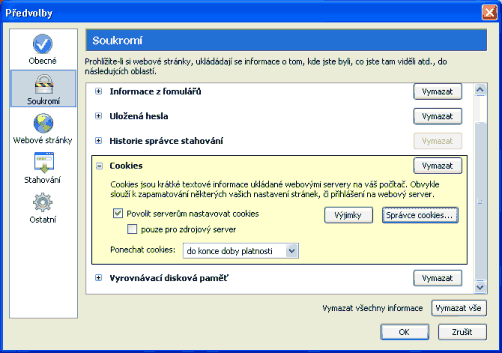 Předvolby
Obecné
Soukromí
Webové stránky
Stahování
Ostatní
Soukromí
Prohlížíte-li si webové stránky, ukládádají se informace o tom, kde jste byli, co jste tam viděli atd., do
následujících oblastí.
Informace z fomulářů
Vymazat
Uložená hesla
Vymazat
Historie správce stahování
Vymazat
Cookies
Vymazat
Cookies jsou krátké textové informace ukládané webovými servery na váš počítač. Obvykle
slouží k zapamatování některých vašich nastavení stránek, či přihlášení na webový server.
Povolit serverům nastavovat cookies
Výjimky
Správce cookies...
pouze pro zdrojový server
Ponechat cookies:
do konce doby platnosti
Vyrovnávací disková paměť
Vymazat
Vymazat všechny informace
Vymazat vše
OK
Zrušit